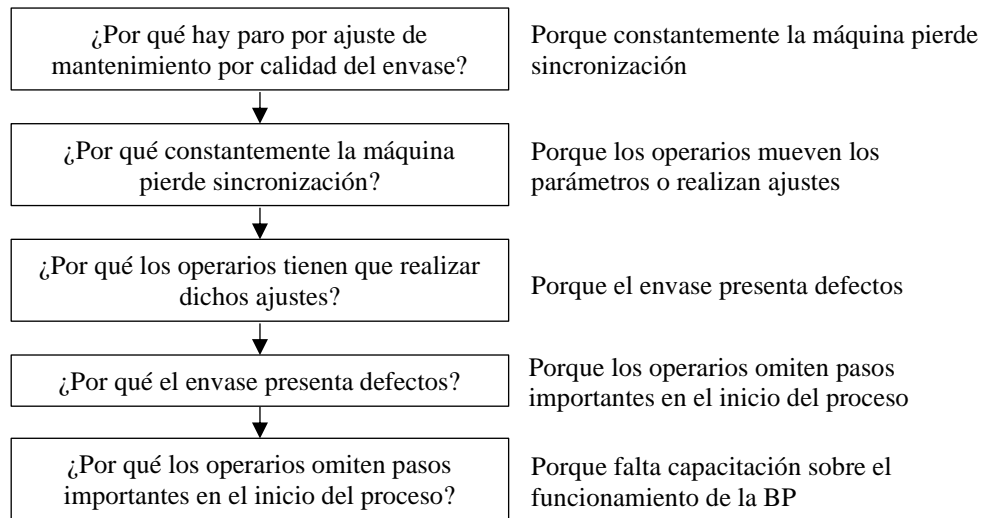 ¿Por qué hay paro por ajuste de
mantenimiento por calidad del envase?
Porque constantemente la máquina pierde
sincronización
¿Por qué constantemente la máquina
pierde sincronización?
Porque los operarios mueven los
parámetros o realizan ajustes
¿Por qué los operarios tienen que realizar
dichos ajustes?
Porque el envase presenta defectos
¿Por qué el envase presenta defectos?
Porque los operarios omiten pasos
importantes en el inicio del proceso
¿Por qué los operarios omiten pasos
importantes en el inicio del proceso?
Porque falta capacitación sobre el
funcionamiento de la BP